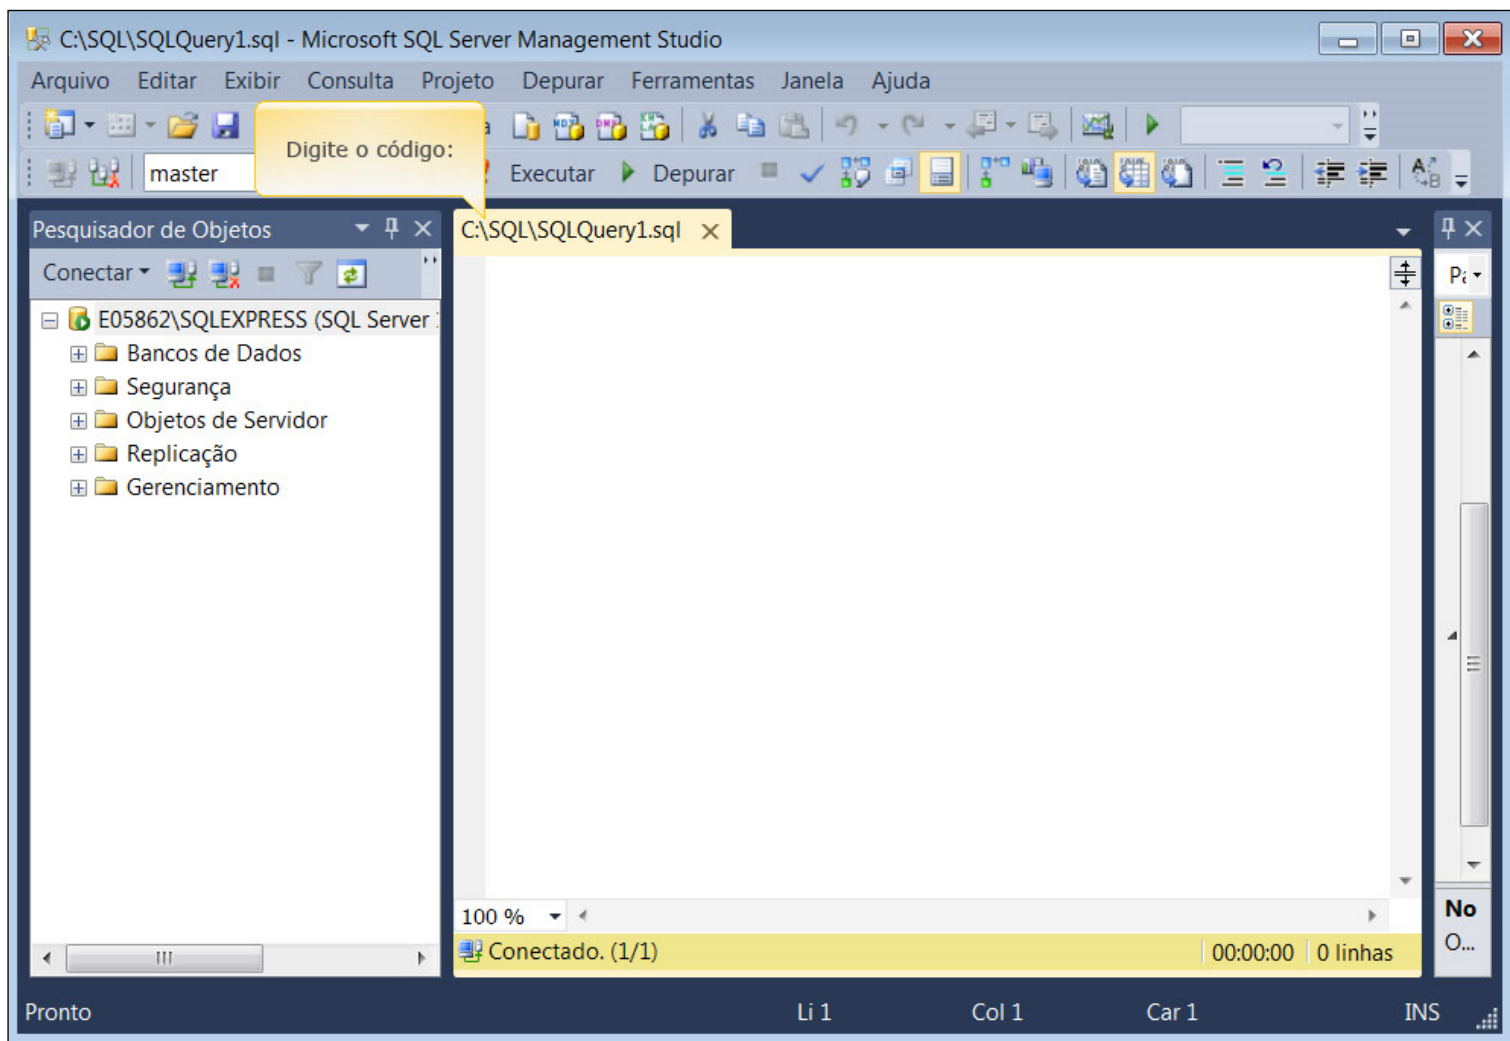 C:\SQL\SQLQuery1.sql - Microsoft SQL Server Management Studio
Arquivo Editar Exibir Consulta Projeto Depurar Ferramentas Janela Ajuda
Digite o código:
master Executar Depurar
Pesquisador de Objetos
Conectar
E05862\SQLEXPRESS (SQL Server
Bancos de Dados
Segurança
Objetos de Servidor
Replicação
Gerenciamento
C:\SQL\SQLQuery1.sql
100 %
Conectado. (1/1) 00:00:00 0 linhas
No
O...
Pronto Li 1 Col 1 Car 1 INS